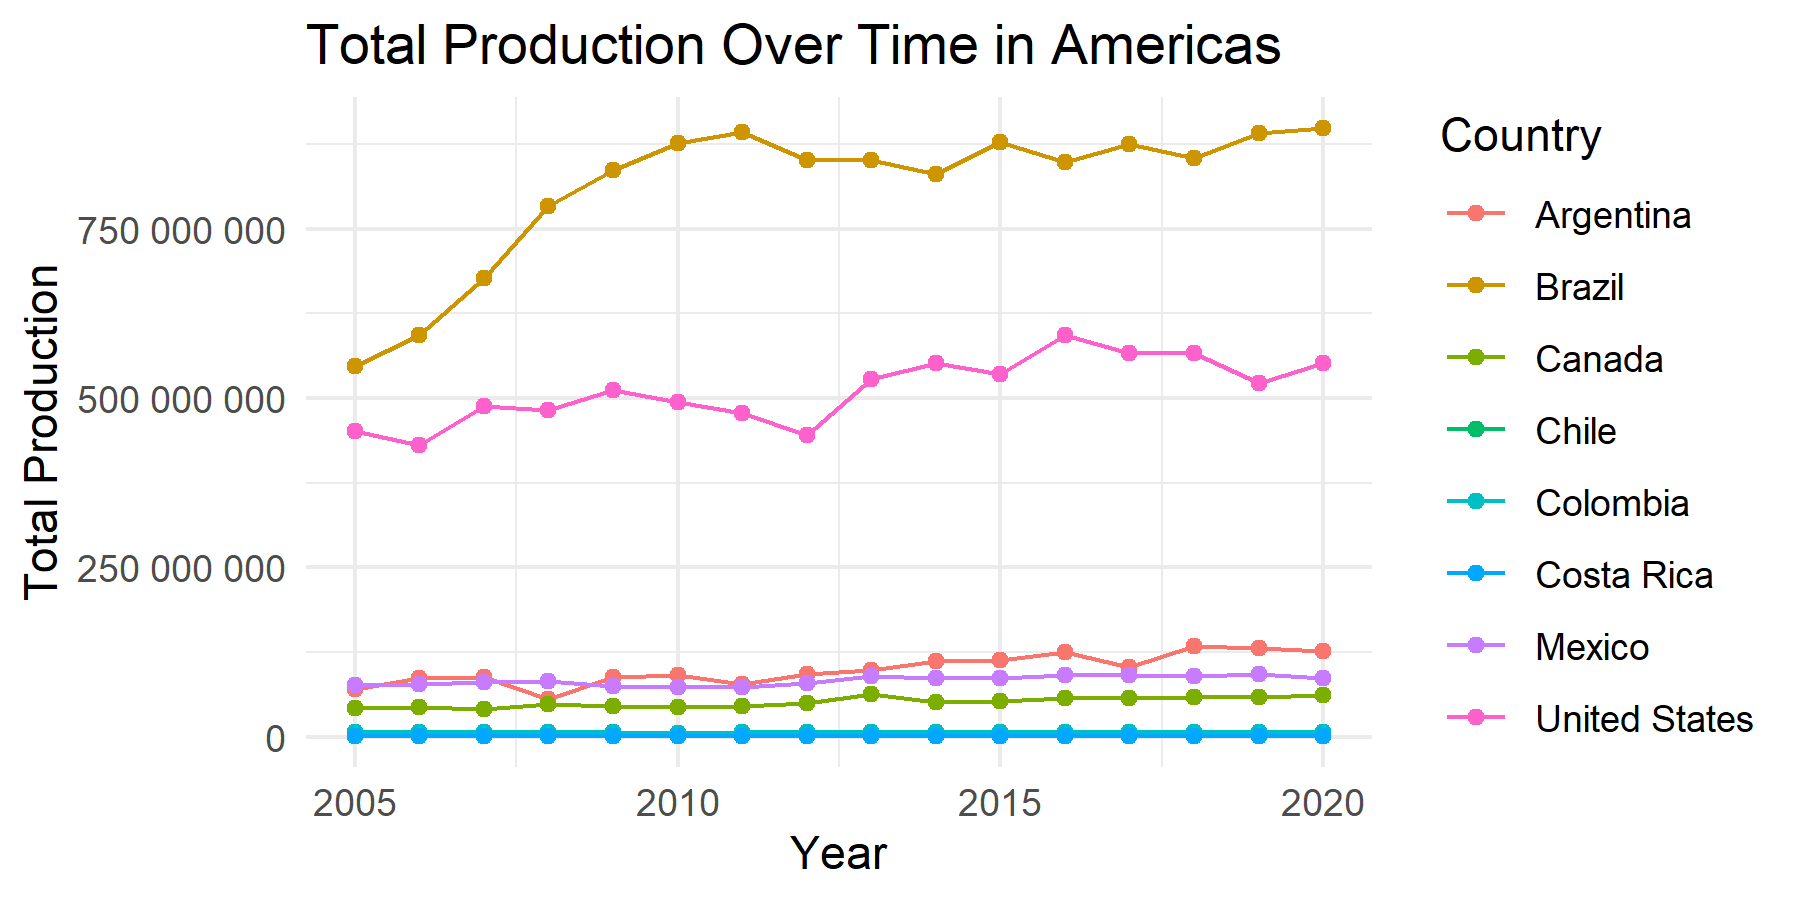 Total Production Over Time in Americas
Total Production
750 000 000
500 000 000
250 000 000
0
2005 2010 2015 2020
Year
Country
Argentina
Brazil
Canada
Chile
Colombia
Costa Rica
Mexico
United States